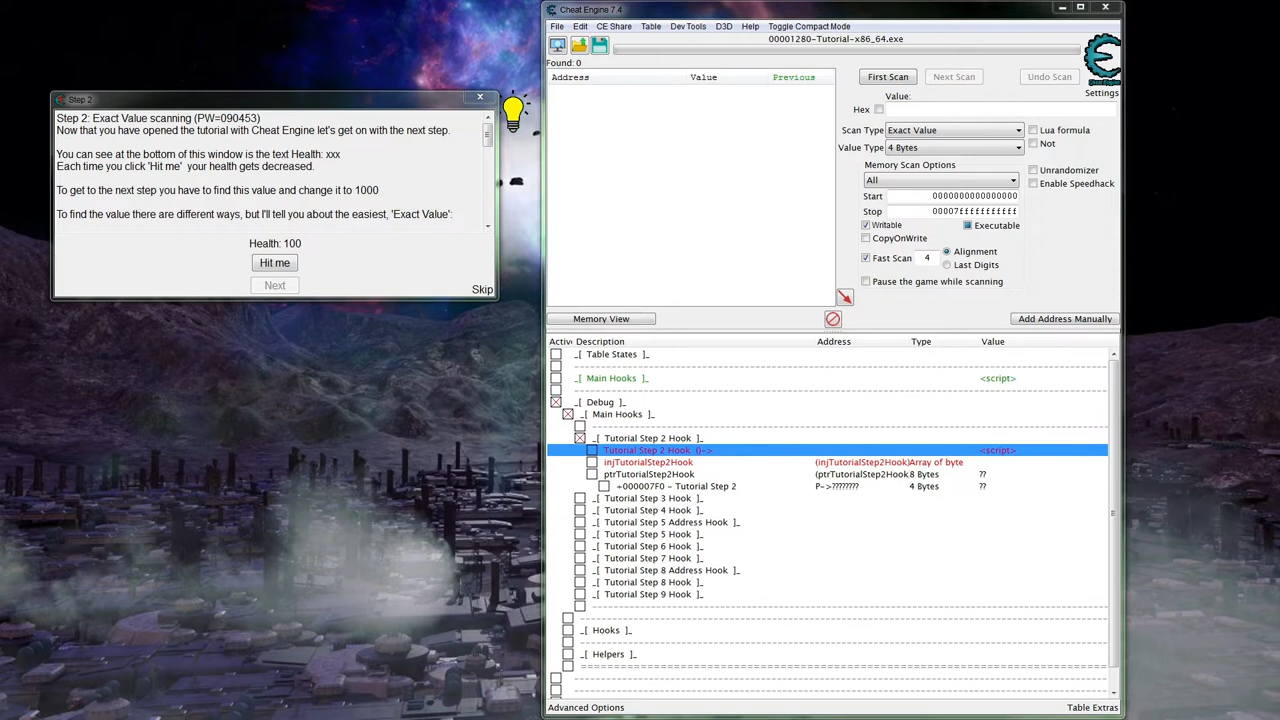 Step 2
Step 2: Exact Value scanning (PW=090453)
Now that you have opened the tutorial with Cheat Engine let's get on with the next step.
You can see at the bottom of this window is the text Health: xxx
Each time you click 'Hit me'  your health gets decreased.
To get to the next step you have to find this value and change it to 1000
To find the value there are different ways, but I'll tell you about the easiest, 'Exact Value':
Health: 100
Hit me
Next
Skip
Cheat Engine 7.4
File Edit CE Share Table Dev Tools D3D Help Toggle Compact Mode
00001280-Tutorial-x86_64.exe
Found: 0
Address Value Previous
First Scan Next Scan Undo Scan
Settings
Value:
Hex
Scan Type Exact Value
Lua formula
Value Type 4 Bytes
Not
Memory Scan Options
All
Unrandomizer
Enable Speedhack
Start 0000000000000000
Stop 00007fffffffffff
Writable Executable
CopyOnWrite
Fast Scan 4 Alignment
Last Digits
Pause the game while scanning
Memory View Add Address Manually
Active Description Address Type Value
_[ Table States ]_
_[ Main Hooks ]_ <script>
_[ Debug ]_
_[ Main Hooks ]_
_[ Tutorial Step 2 Hook ]_
Tutorial Step 2 Hook ()-> <script>
injTutorialStep2Hook (injTutorialStep2Hook)Array of byte
ptrTutorialStep2Hook (ptrTutorialStep2Hook 8 Bytes ??
+000007F0 - Tutorial Step 2 P->???????? 4 Bytes ??
_[ Tutorial Step 3 Hook ]_
_[ Tutorial Step 4 Hook ]_
_[ Tutorial Step 5 Address Hook ]_
_[ Tutorial Step 5 Hook ]_
_[ Tutorial Step 6 Hook ]_
_[ Tutorial Step 7 Hook ]_
_[ Tutorial Step 8 Address Hook ]_
_[ Tutorial Step 8 Hook ]_
_[ Tutorial Step 9 Hook ]_
_[ Hooks ]_
_[ Helpers ]_
Advanced Options Table Extras